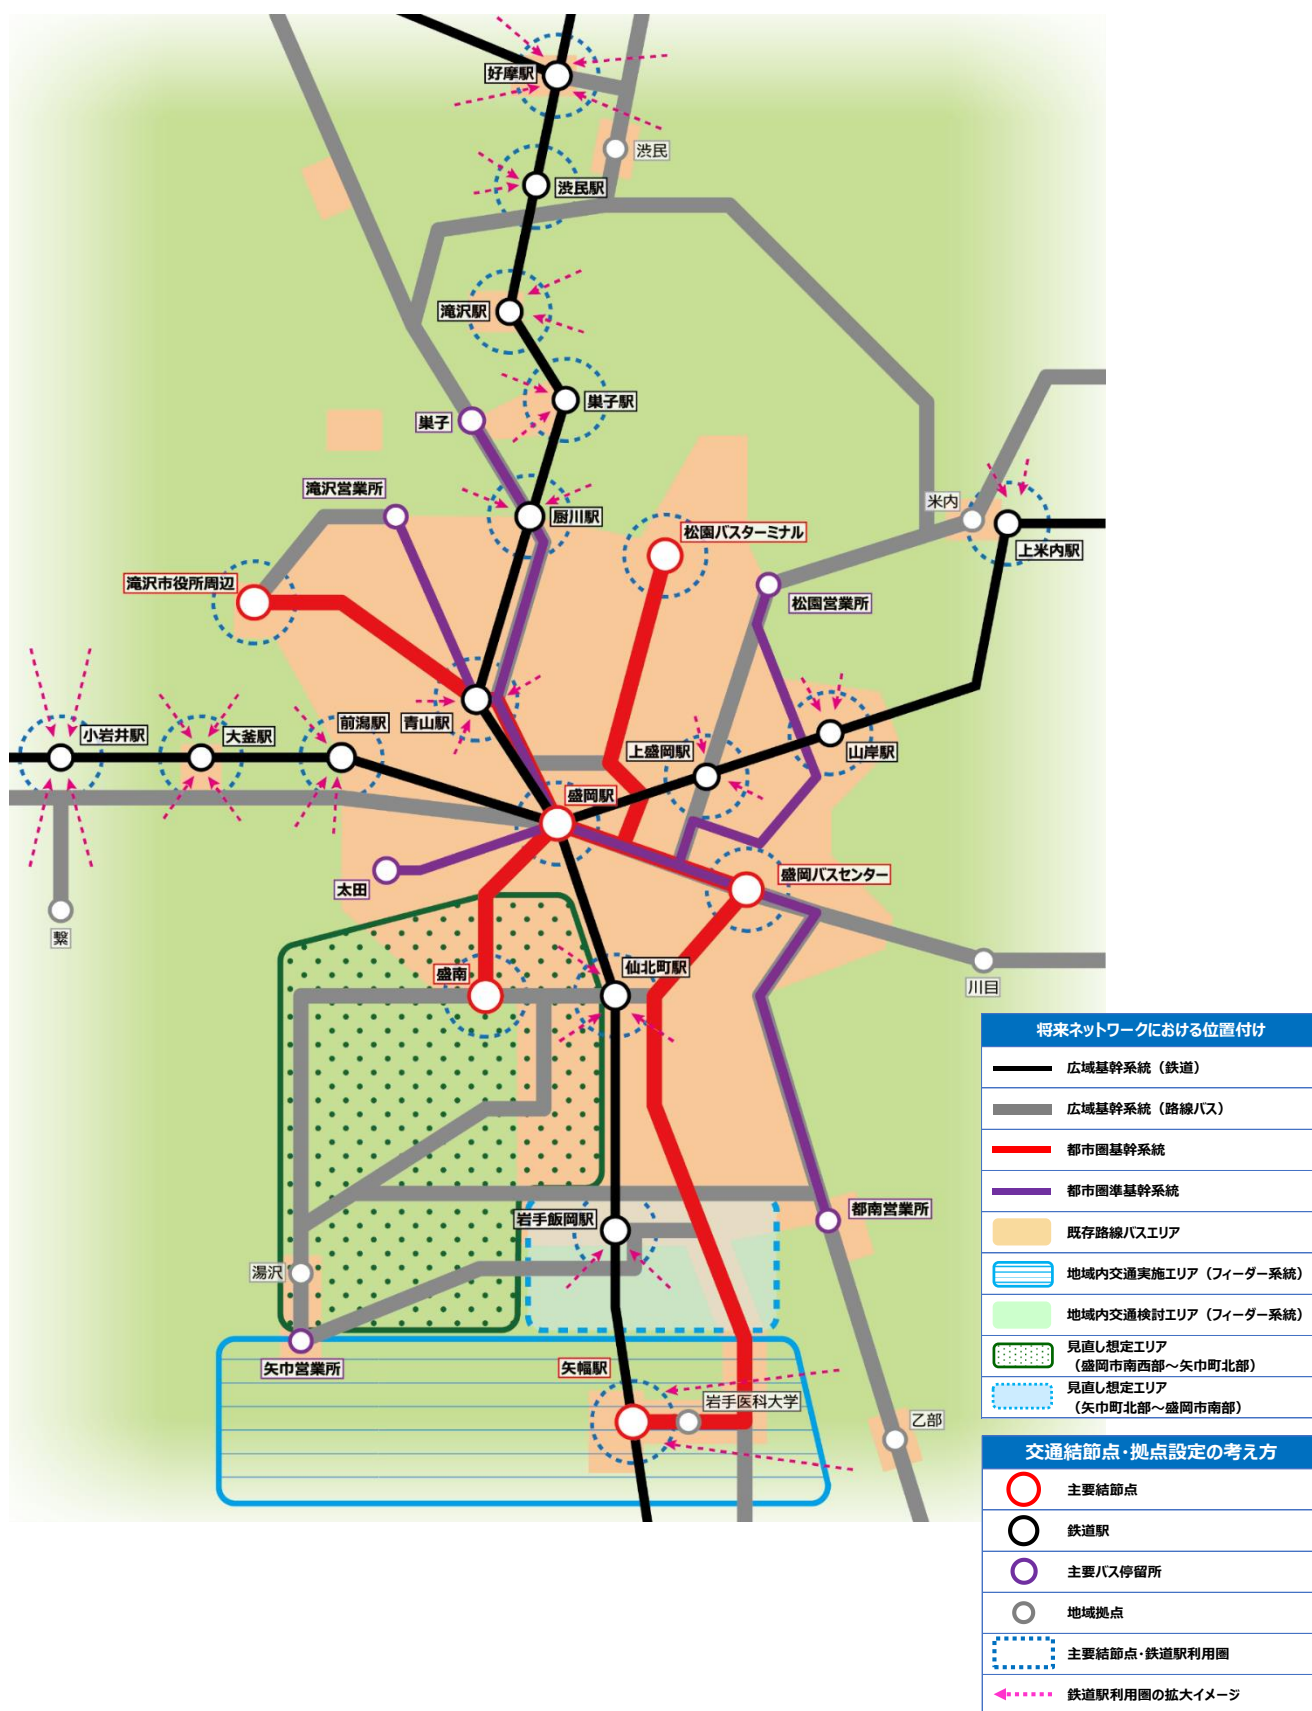 好摩駅
渋民
渋民駅
滝沢駅
巣子駅
巣子
滝沢営業所
厨川駅
松園バスターミナル
米内
上米内駅
滝沢市役所周辺
松園営業所
小岩井駅
大釜駅
前潟駅
青山駅
上盛岡駅
山岸駅
盛岡駅
盛岡バスセンター
太田
繋
盛南
仙北町駅
川目
岩手飯岡駅
都南営業所
湯沢
矢巾営業所
矢幅駅
岩手医科大学
乙部
将来ネットワークにおける位置付け
広域基幹系統（鉄道）
広域基幹系統（路線バス）
都市圏基幹系統
都市圏準基幹系統
既存路線バスエリア
地域内交通実施エリア（フィーダー系統）
地域内交通検討エリア（フィーダー系統）
見直し想定エリア
（盛岡市南西部～矢巾町北部）
見直し想定エリア
（矢巾町北部～盛岡市南部）
交通結節点・拠点設定の考え方
主要結節点
鉄道駅
主要バス停留所
地域拠点
主要結節点・鉄道駅利用圏
鉄道駅利用圏の拡大イメージ